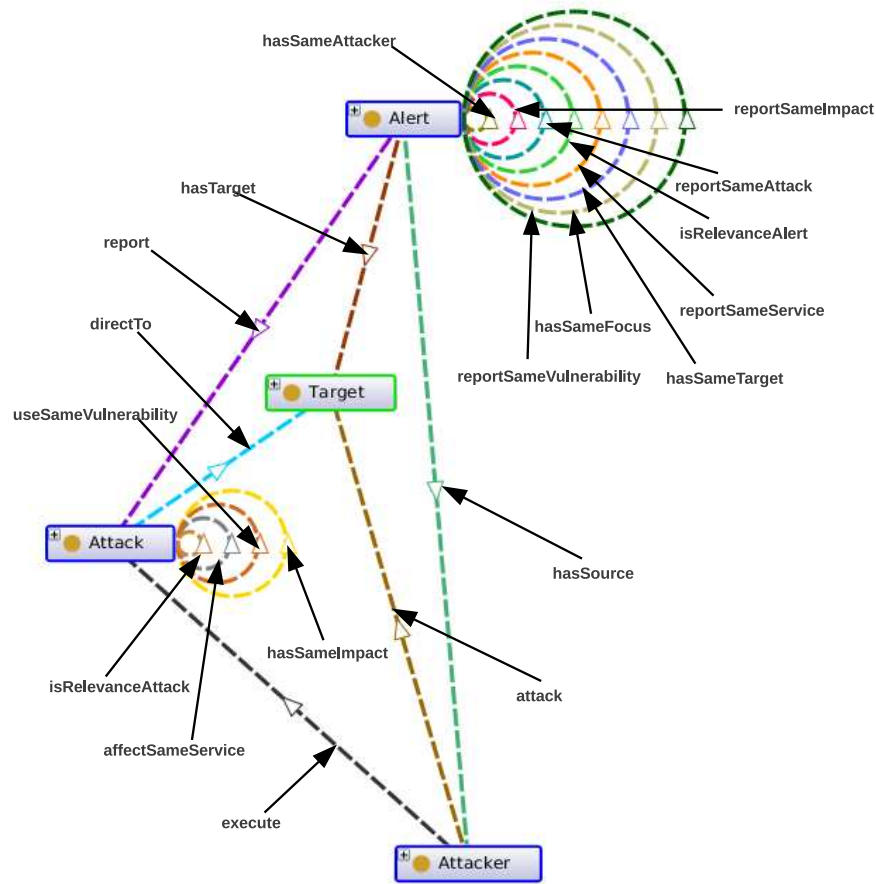 hasSameAttacker
reportSameImpact
Alert
reportSameAttack
hasTarget
isRelevanceAlert
report
reportSameService
directTo
hasSameFocus
reportSameVulnerability
hasSameTarget
Target
useSameVulnerability
Attack
hasSource
hasSameImpact
isRelevanceAttack
attack
affectSameService
execute
Attacker